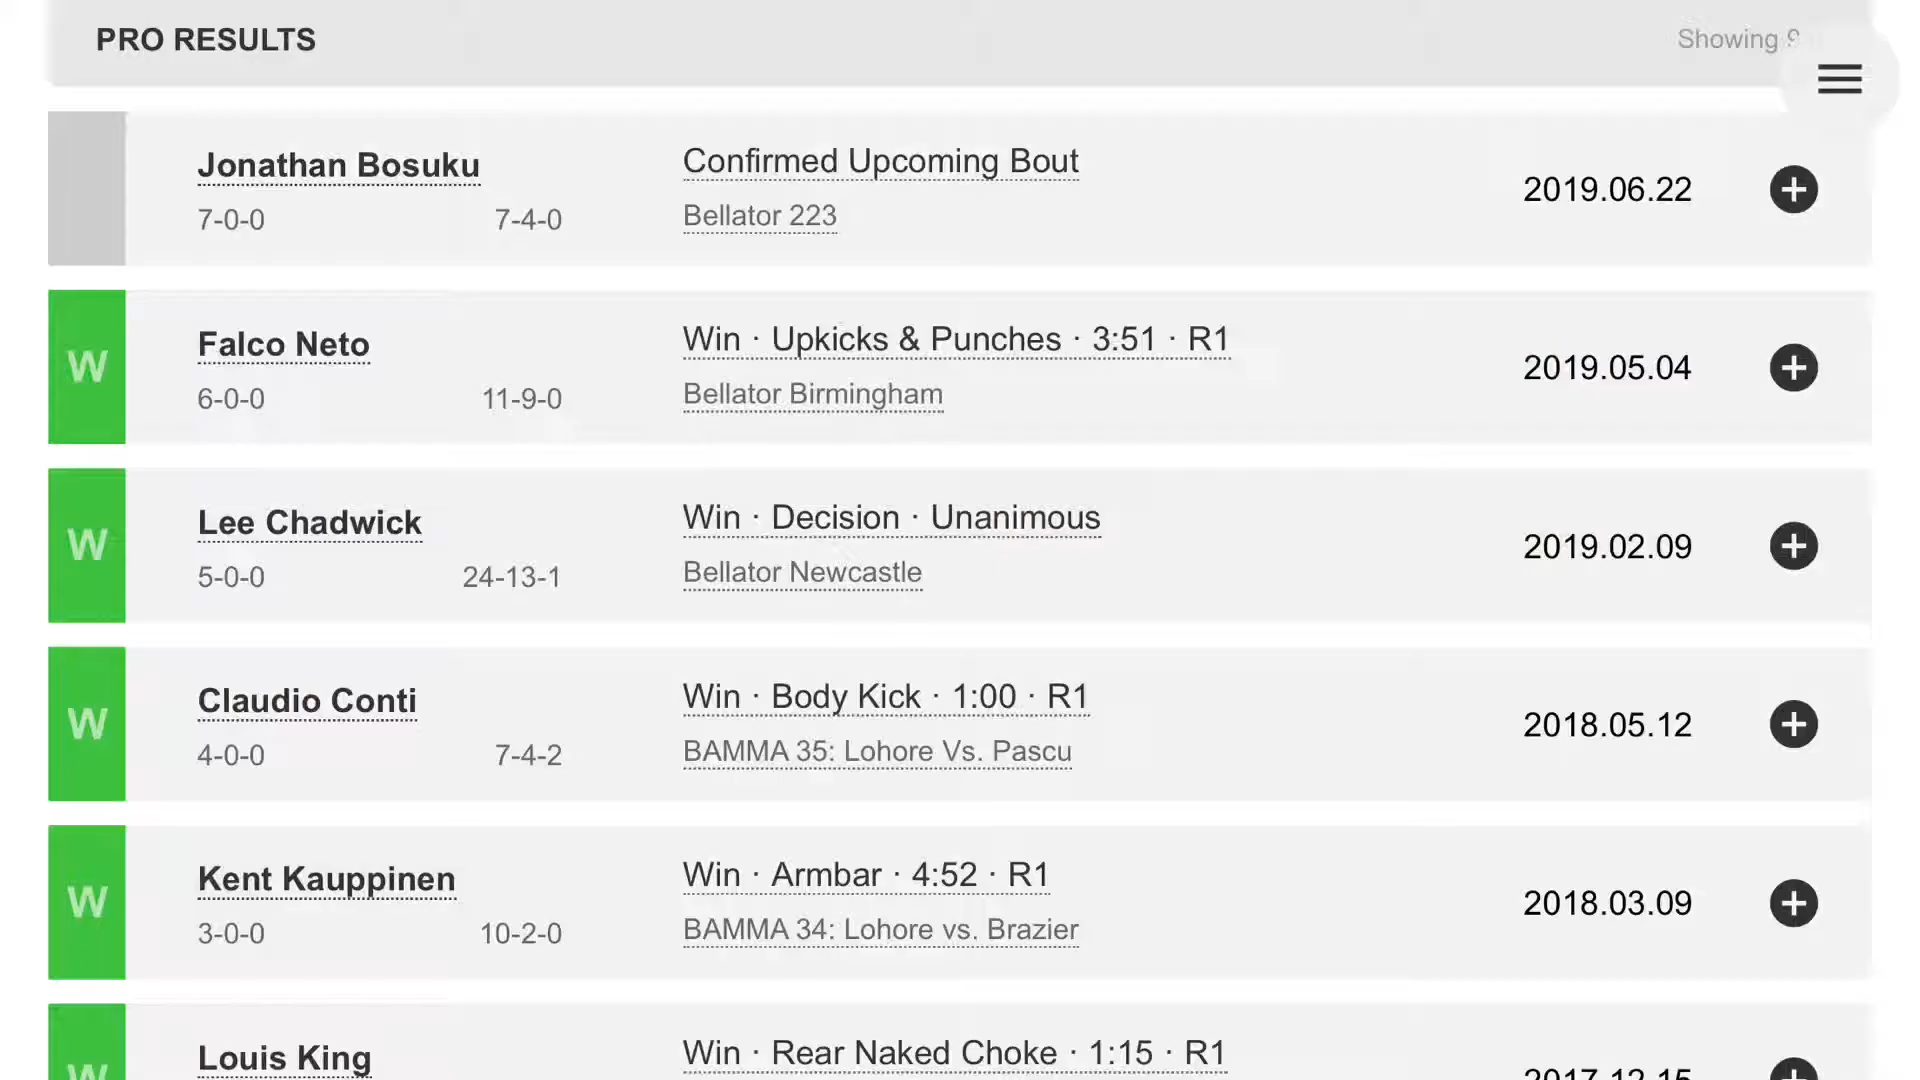 PRO RESULTS
Showing 9
Jonathan Bosuku
7-0-0 7-4-0
Confirmed Upcoming Bout
Bellator 223
2019.06.22
W
Falco Neto
6-0-0 11-9-0
Win · Upkicks & Punches · 3:51 · R1
Bellator Birmingham
2019.05.04
W
Lee Chadwick
5-0-0 24-13-1
Win · Decision · Unanimous
Bellator Newcastle
2019.02.09
W
Claudio Conti
4-0-0 7-4-2
Win · Body Kick · 1:00 · R1
BAMMA 35: Lohore Vs. Pascu
2018.05.12
W
Kent Kauppinen
3-0-0 10-2-0
Win · Armbar · 4:52 · R1
BAMMA 34: Lohore vs. Brazier
2018.03.09
W
Louis King
Win · Rear Naked Choke · 1:15 · R1
2017.12.15